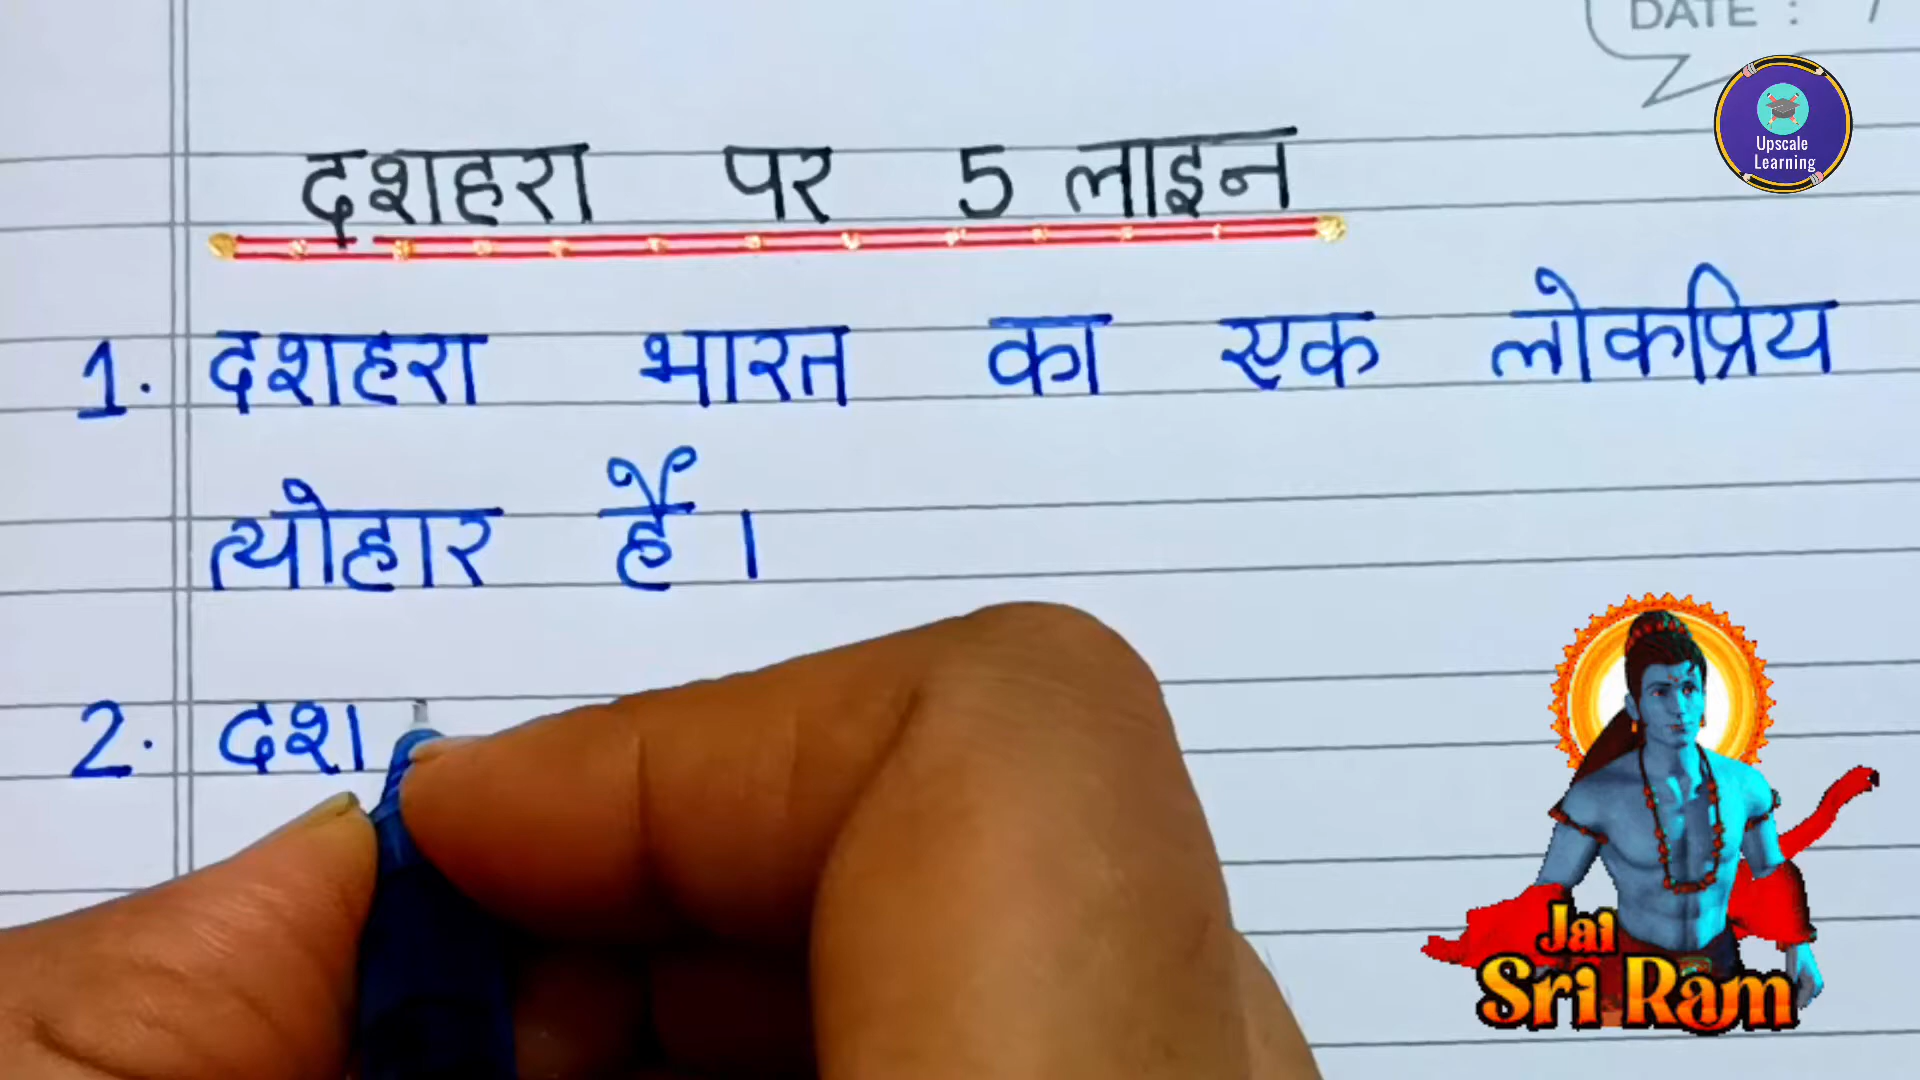 DATE : /
Upscale
Learning
दशहरा पर 5 लाइन
1. दशहरा भारत का एक लोकप्रिय
त्योहार है ।
2. दश
Jai
Sri Ram